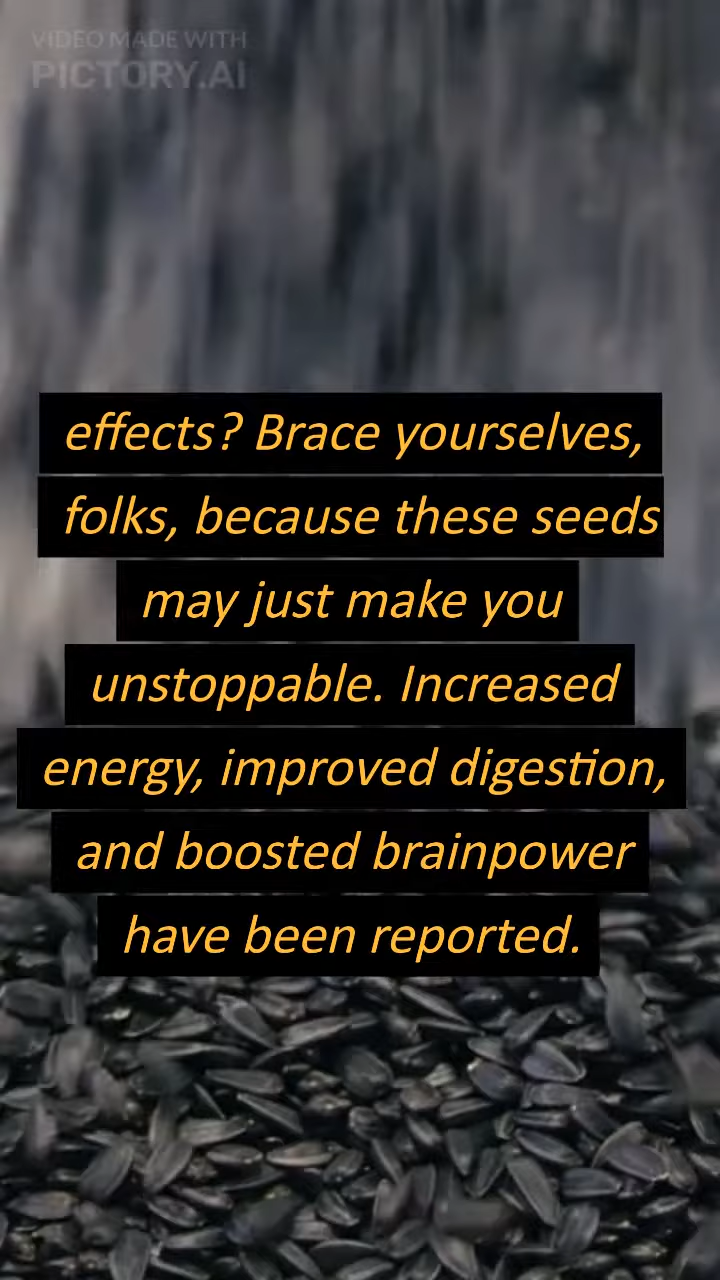 VIDEO MADE WITH
PICTORY.AI
effects? Brace yourselves,
folks, because these seeds
may just make you
unstoppable. Increased
energy, improved digestion,
and boosted brainpower
have been reported.